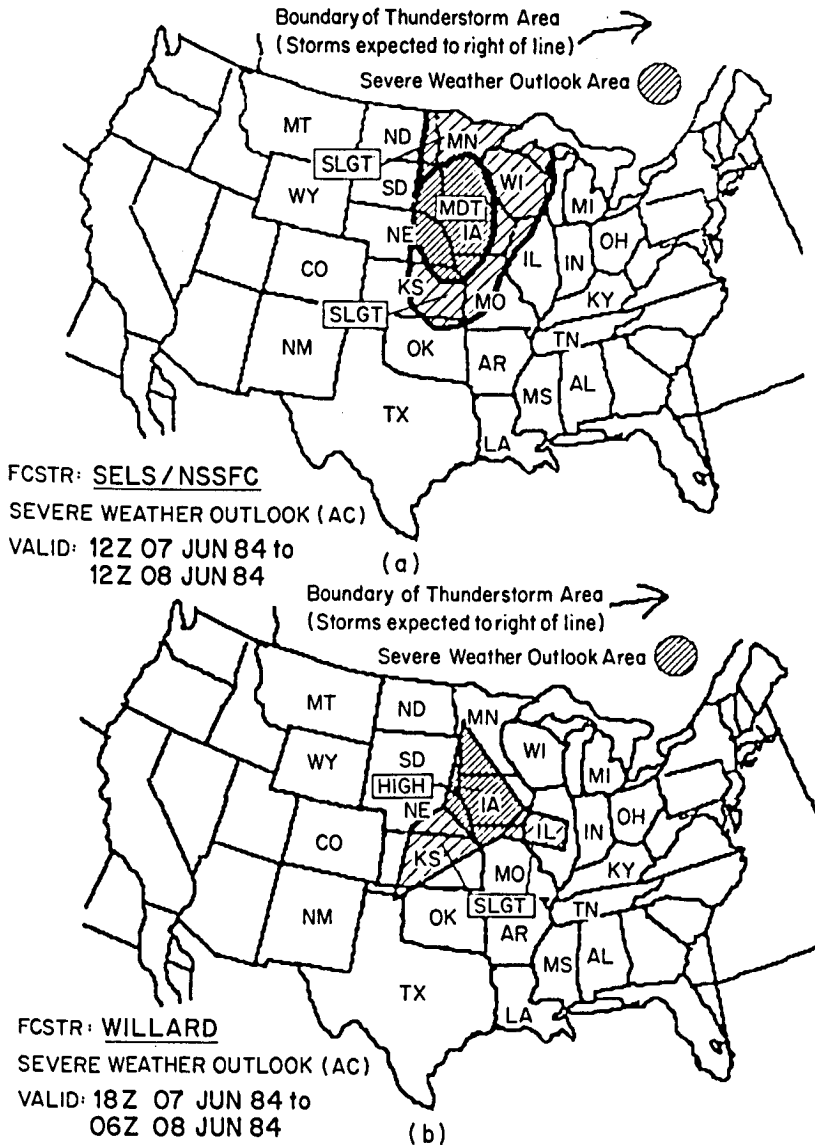 Boundary of Thunderstorm Area
(Storms expected to right of line)
Severe Weather Outlook Area
MT
ND
MN
SLGT
WY
SD
WI
MDT
MI
NE
IA
CO
IL
IN
OH
KS
MO
KY
SLGT
NM
OK
AR
TN
MS
AL
TX
LA
FCSTR: SELS/NSSFC
SEVERE WEATHER OUTLOOK (AC)
VALID: 12Z 07 JUN 84 to
12Z 08 JUN 84
(a)
Boundary of Thunderstorm Area
(Storms expected to right of line)
Severe Weather Outlook Area
MT
ND
MN
WY
SD
WI
MI
HIGH
NE
IA
CO
IL
IN
OH
KS
MO
KY
NM
OK
SLGT
TN
AR
MS
AL
TX
LA
FCSTR: WILLARD
SEVERE WEATHER OUTLOOK (AC)
VALID: 18Z 07 JUN 84 to
06Z 08 JUN 84
(b)